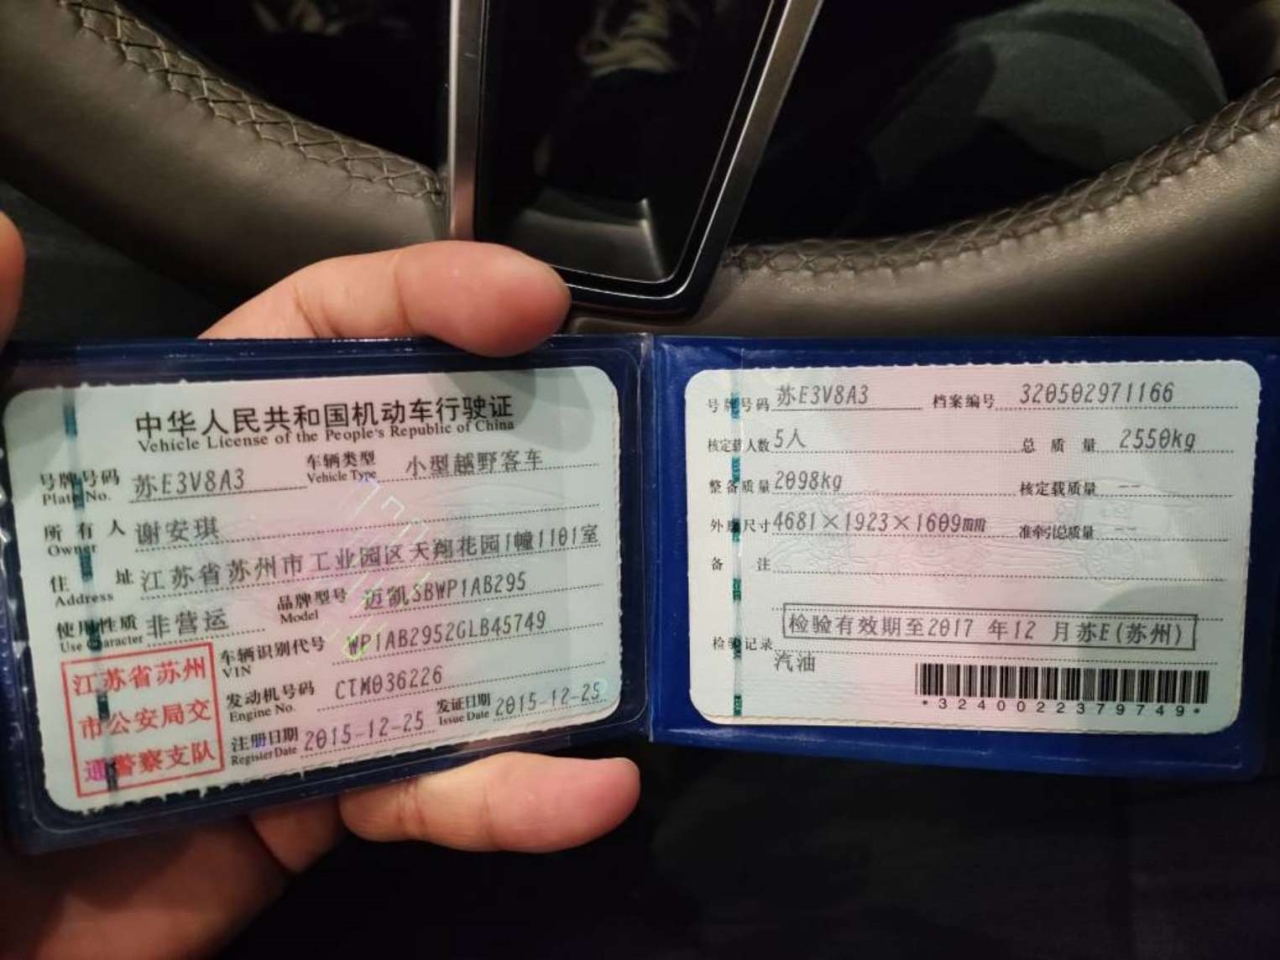 中华人民共和国机动车行驶证
Vehicle License of the People's Republic of China
号牌号码 苏E3V8A3 车辆类型 小型越野客车
Plate No. Vehicle Type
所有人 谢安琪
Owner
住址 江苏省苏州市工业园区天翔花园1幢1101室
Address
使用性质 非营运 品牌型号 迈凯SBWP1AB295
Use Character Model
车辆识别代号 WP1AB2952GLB45749
VIN
发动机号码 CTM036226
Engine No.
注册日期 2015-12-25 发证日期 2015-12-25
Register Date Issue Date
江苏省苏州
市公安局交
通警察支队
号牌号码 苏E3V8A3 档案编号 320502971166
核定载人数 5人 总质量 2550kg
整备质量 2098kg 核定载质量 --
外廓尺寸 4681×1923×1609mm 准牵引总质量 --
备注
检验有效期至2017 年12 月苏E(苏州)
检验记录
汽油
*3240022379749*